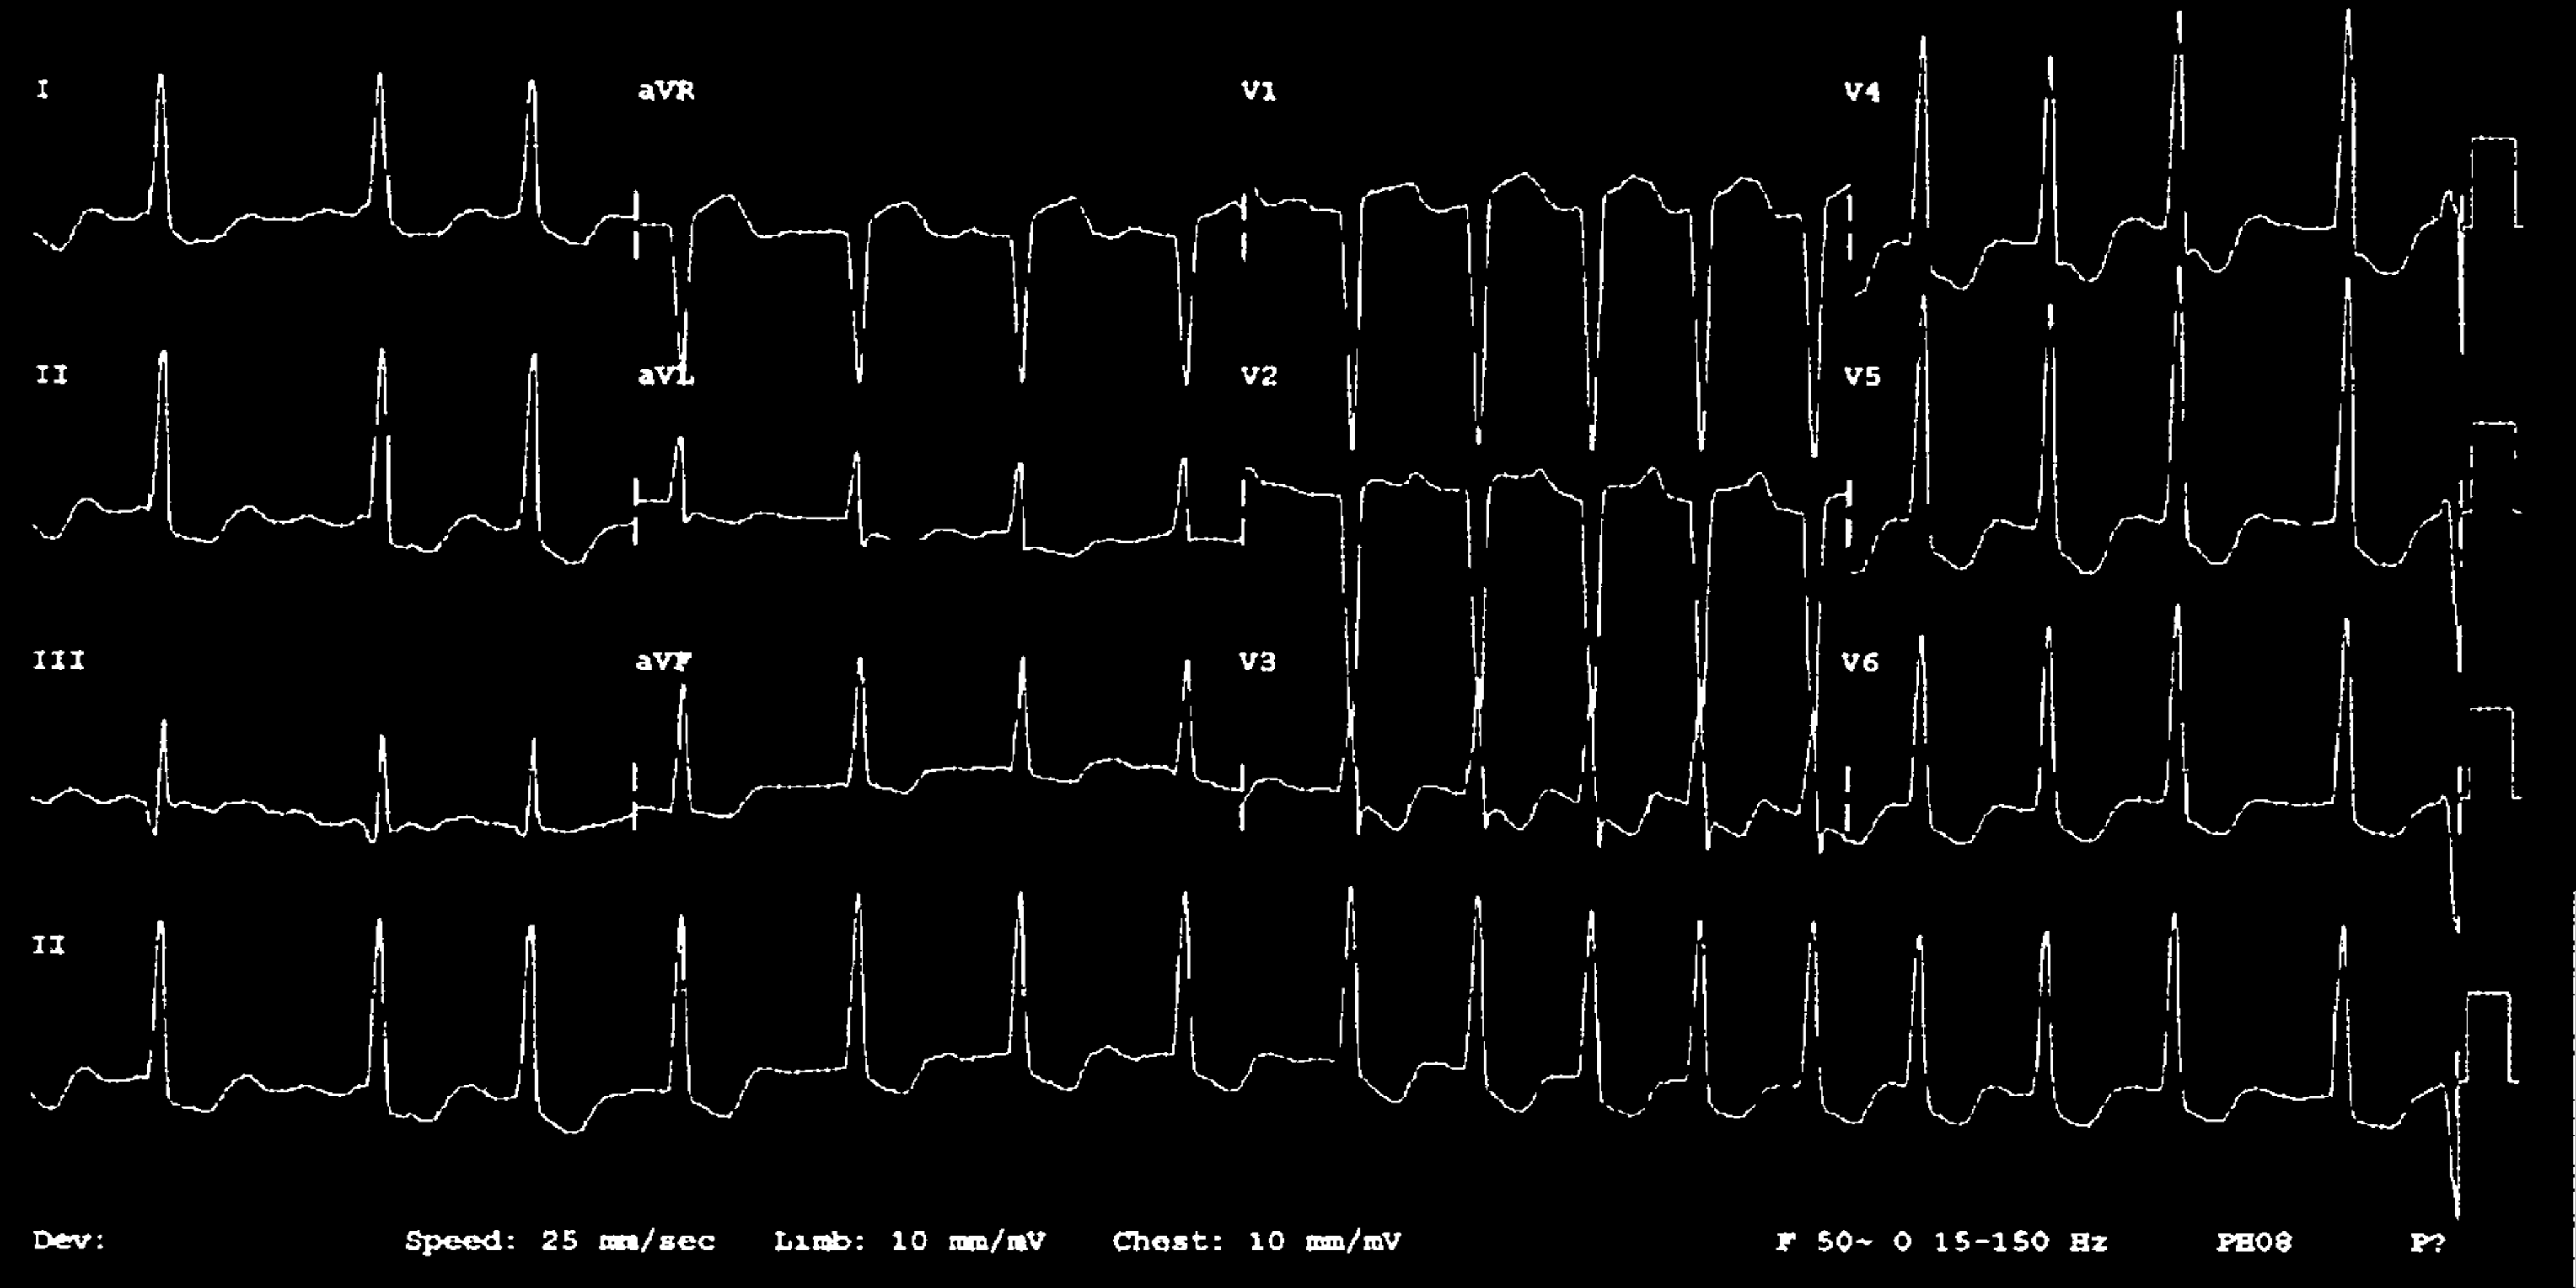 I aVR V1 V4
II aVL V2 V5
III aVF V3 V6
II
Dev: Speed: 25 mm/sec Limb: 10 mm/mV Chest: 10 mm/mV F 50~ 0 15-150 Hz PH08 P?